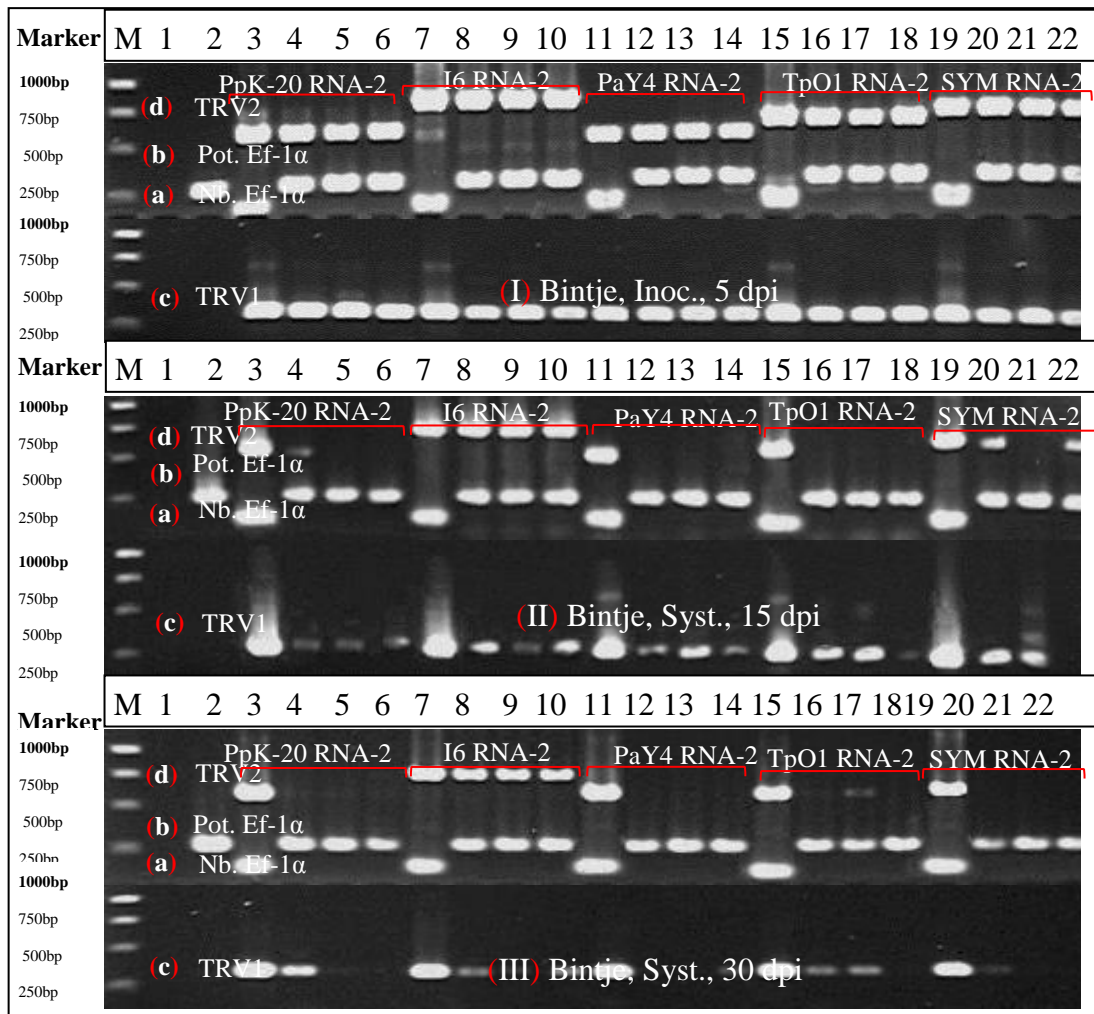 Marker M 1 2 3 4 5 6 7 8 9 10 11 12 13 14 15 16 17 18 19 20 21 22
1000bp
PpK-20 RNA-2 I6 RNA-2 PaY4 RNA-2 TpO1 RNA-2 SYM RNA-2
(d) TRV2
750bp
500bp
(b) Pot. Ef-1α
250bp
(a) Nb. Ef-1α
1000bp
750bp
500bp
(c) TRV1
(I) Bintje, Inoc., 5 dpi
250bp
Marker M 1 2 3 4 5 6 7 8 9 10 11 12 13 14 15 16 17 18 19 20 21 22
1000bp
PpK-20 RNA-2 I6 RNA-2 PaY4 RNA-2 TpO1 RNA-2 SYM RNA-2
750bp
(d) TRV2
(b) Pot. Ef-1α
500bp
250bp
(a) Nb. Ef-1α
1000bp
750bp
500bp
(c) TRV1
(II) Bintje, Syst., 15 dpi
250bp
Marker M 1 2 3 4 5 6 7 8 9 10 11 12 13 14 15 16 17 18 19 20 21 22
1000bp
PpK-20 RNA-2 I6 RNA-2 PaY4 RNA-2 TpO1 RNA-2 SYM RNA-2
(d) TRV2
750bp
500bp
(b) Pot. Ef-1α
250bp
(a) Nb. Ef-1α
1000bp
750bp
500bp
(c) TRV1
(III) Bintje, Syst., 30 dpi
250bp